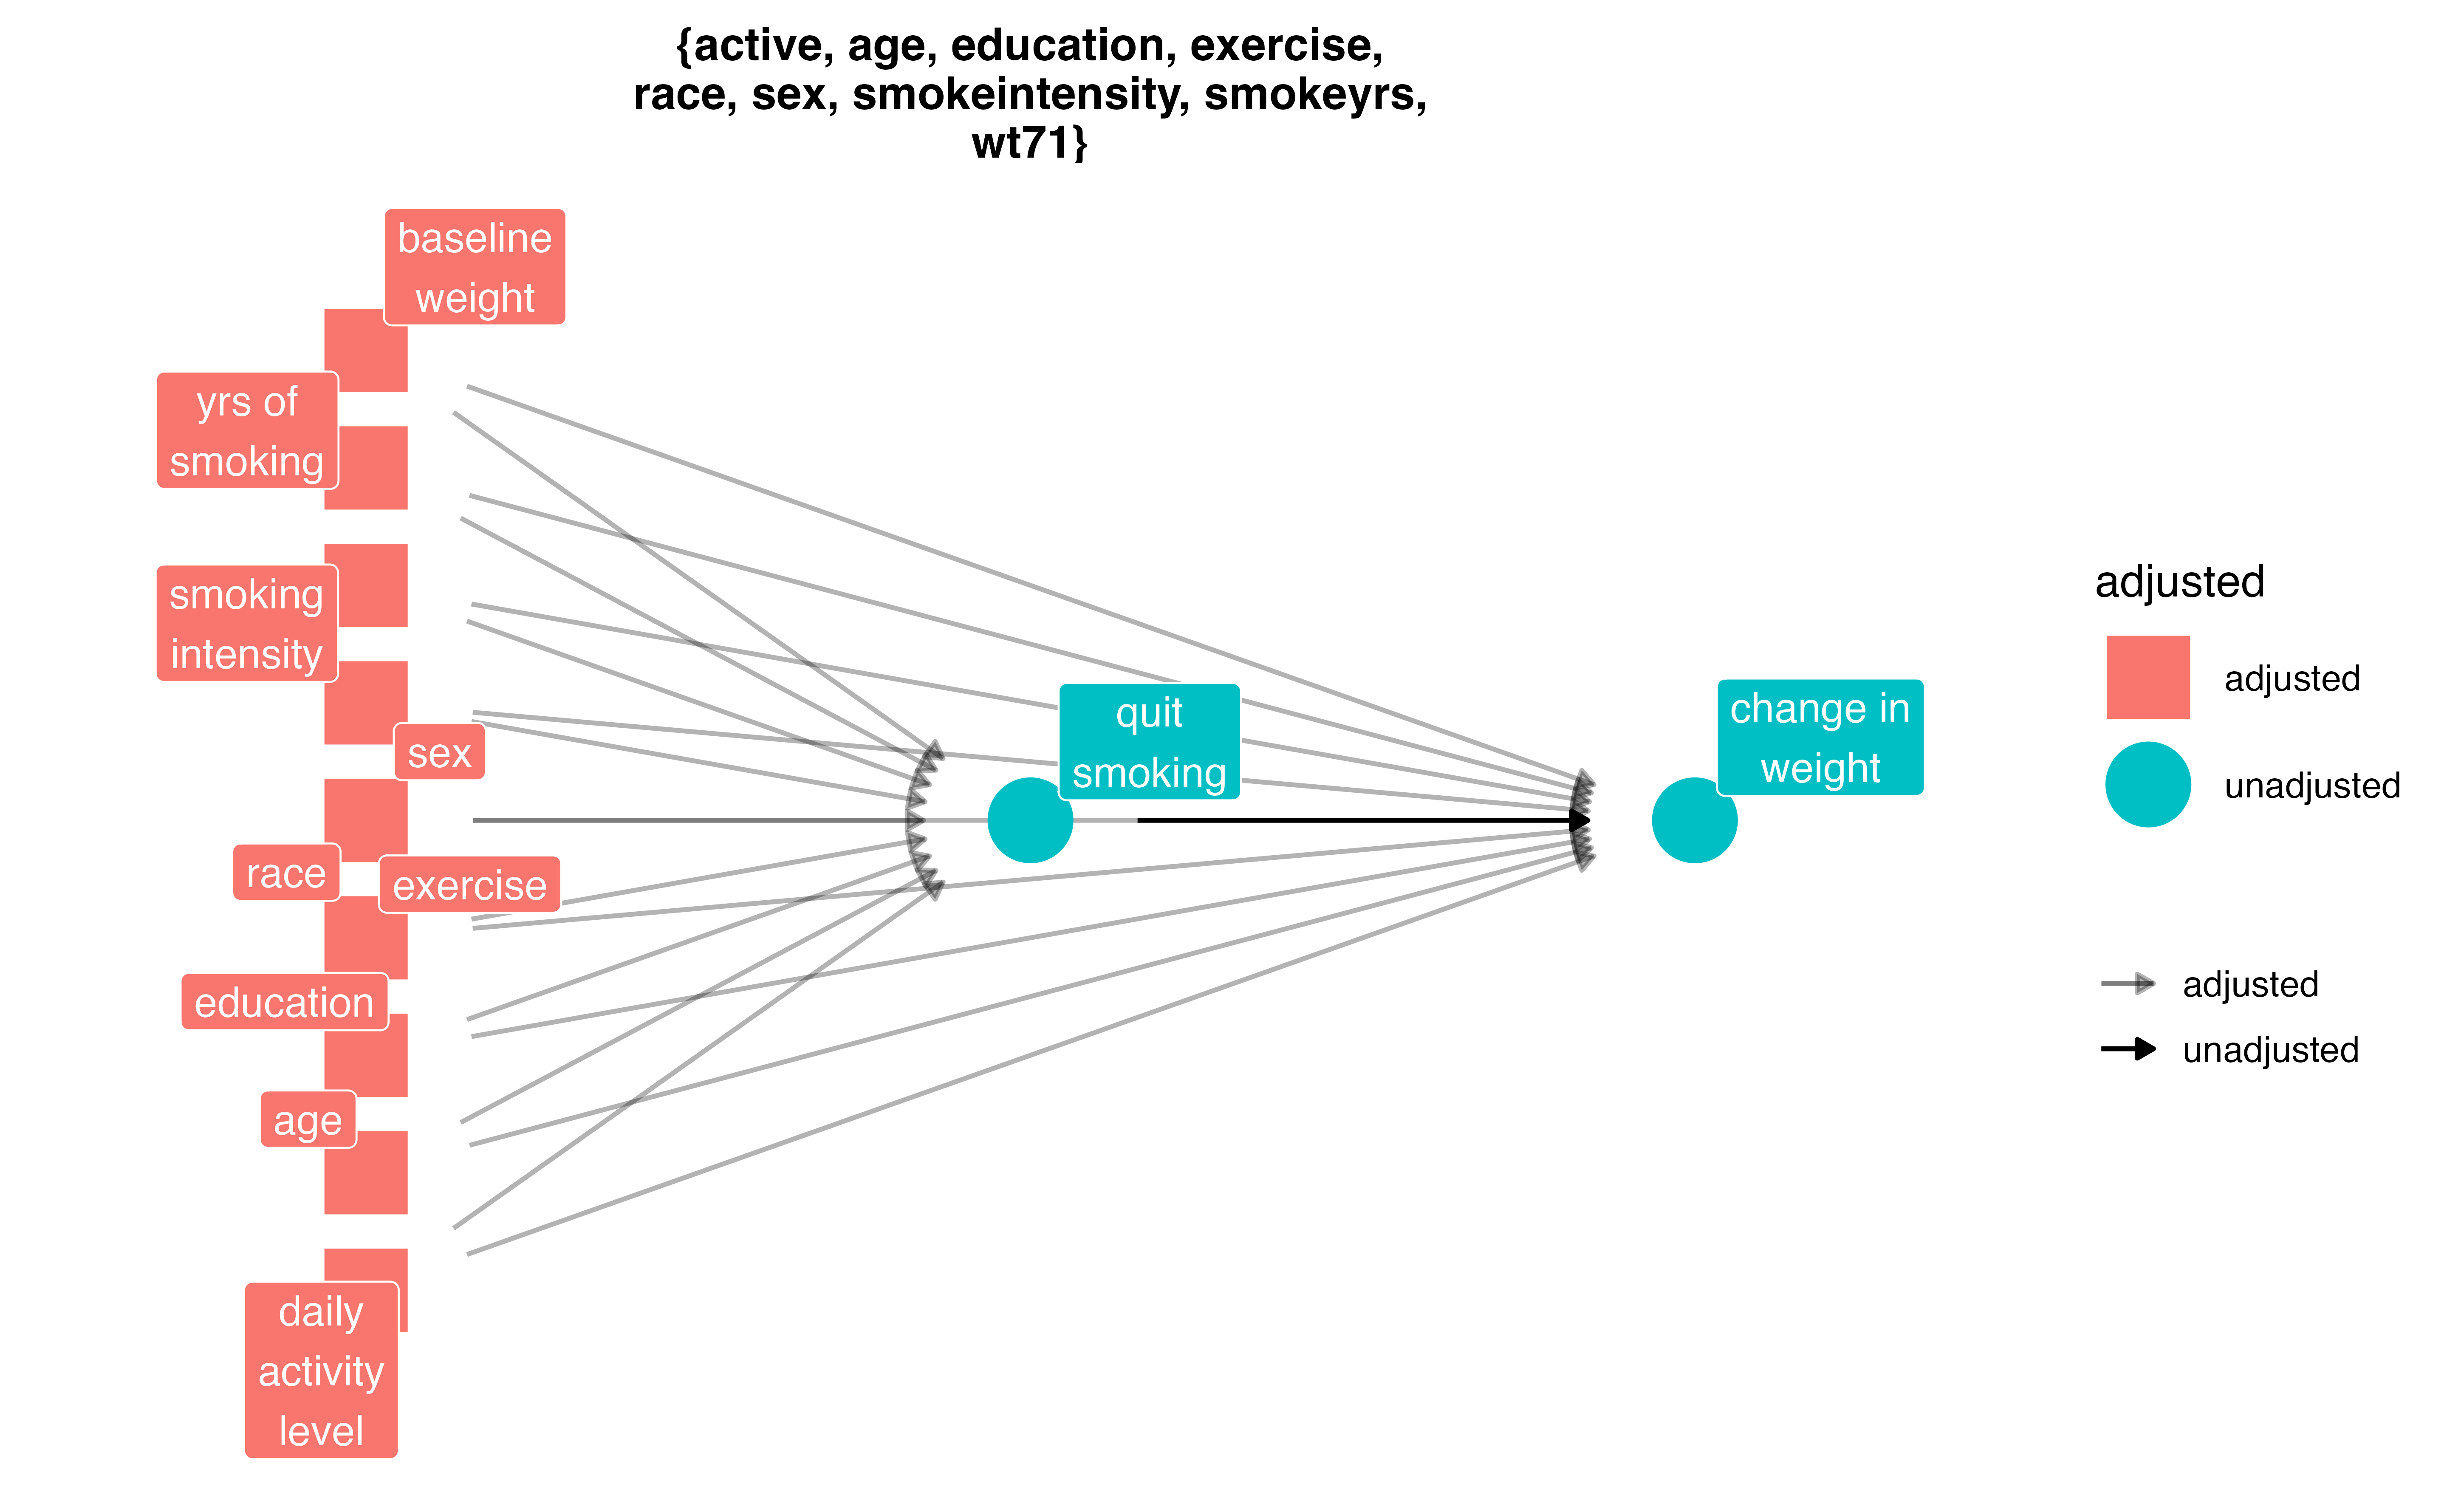 {active, age, education, exercise,
race, sex, smokeintensity, smokeyrs,
wt71}
baseline
weight
yrs of
smoking
smoking
intensity
sex
race
exercise
education
age
daily
activity
level
quit
smoking
change in
weight
adjusted
adjusted
unadjusted
adjusted
unadjusted